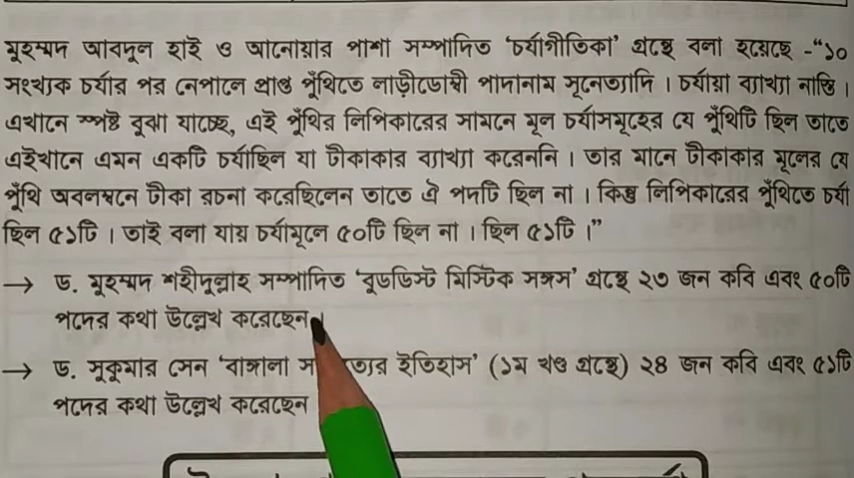 মুহম্মদ আবদুল হাই ও আনোয়ার পাশা সম্পাদিত ‘চর্যাগীতিকা’ গ্রন্থে বলা হয়েছে -“১০
সংখ্যক চর্যার পর নেপালে প্রাপ্ত পুঁথিতে লাড়ীডোম্বী পাদানাম সূনেত্যাদি । চর্যায়া ব্যাখ্যা নাস্তি ।
এখানে স্পষ্ট বুঝা যাচ্ছে, এই পুঁথির লিপিকারের সামনে মূল চর্যাসমূহের যে পুঁথিটি ছিল তাতে
এইখানে এমন একটি চর্যাছিল যা টীকাকার ব্যাখ্যা করেননি । তার মানে টীকাকার মূলের যে
পুঁথি অবলম্বনে টীকা রচনা করেছিলেন তাতে ঐ পদটি ছিল না । কিন্তু লিপিকারের পুঁথিতে চর্যা
ছিল ৫১টি । তাই বলা যায় চর্যামূলে ৫০টি ছিল না । ছিল ৫১টি ।”
→ ড. মুহম্মদ শহীদুল্লাহ সম্পাদিত ‘বুডডিস্ট মিস্টিক সঙ্গস’ গ্রন্থে ২৩ জন কবি এবং ৫০টি
পদের কথা উল্লেখ করেছেন ।
→ ড. সুকুমার সেন ‘বাঙ্গালা ইতিহাস’ (১ম খণ্ড গ্রন্থে) ২৪ জন কবি এবং ৫১টি
পদের কথা উল্লেখ করেছেন